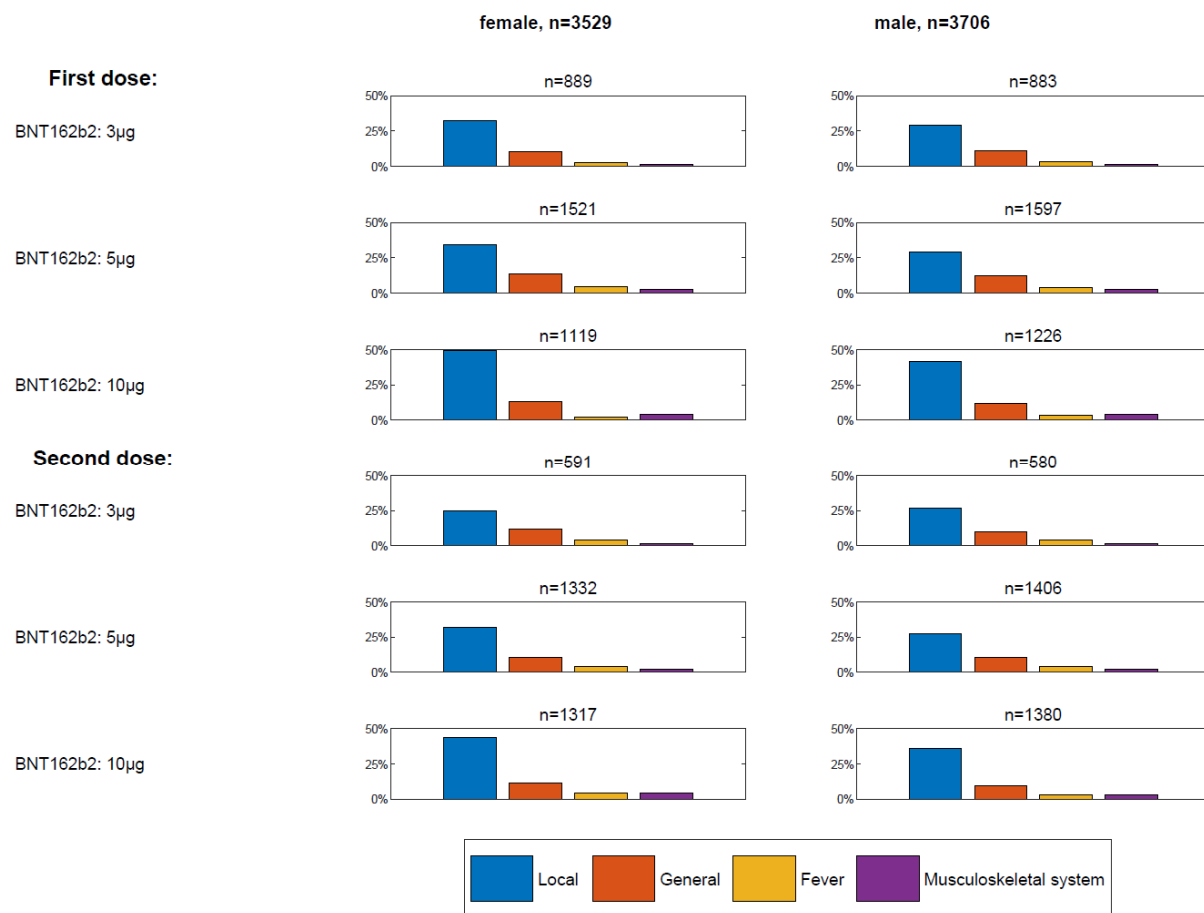 female, n=3529 male, n=3706
First dose:
n=889 n=883
BNT162b2: 3µg
50% 50%
25% 25%
0% 0%
n=1521 n=1597
BNT162b2: 5µg
50% 50%
25% 25%
0% 0%
n=1119 n=1226
BNT162b2: 10µg
50% 50%
25% 25%
0% 0%
Second dose:
n=591 n=580
BNT162b2: 3µg
50% 50%
25% 25%
0% 0%
n=1332 n=1406
BNT162b2: 5µg
50% 50%
25% 25%
0% 0%
n=1317 n=1380
BNT162b2: 10µg
50% 50%
25% 25%
0% 0%
Local General Fever Musculoskeletal system